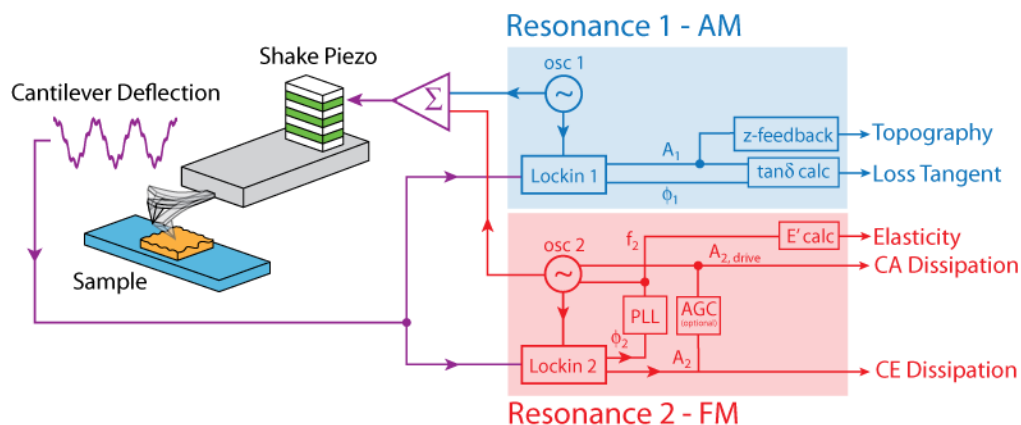 Resonance 1 - AM
Shake Piezo
osc 1
Cantilever Deflection
~
Σ
z-feedback
Topography
A1
Lockin 1
tanδ calc
Loss Tangent
ϕ1
f2
E' calc
Elasticity
osc 2
A2, drive
CA Dissipation
~
Sample
PLL
AGC
(optional)
ϕ2
Lockin 2
A2
CE Dissipation
Resonance 2 - FM